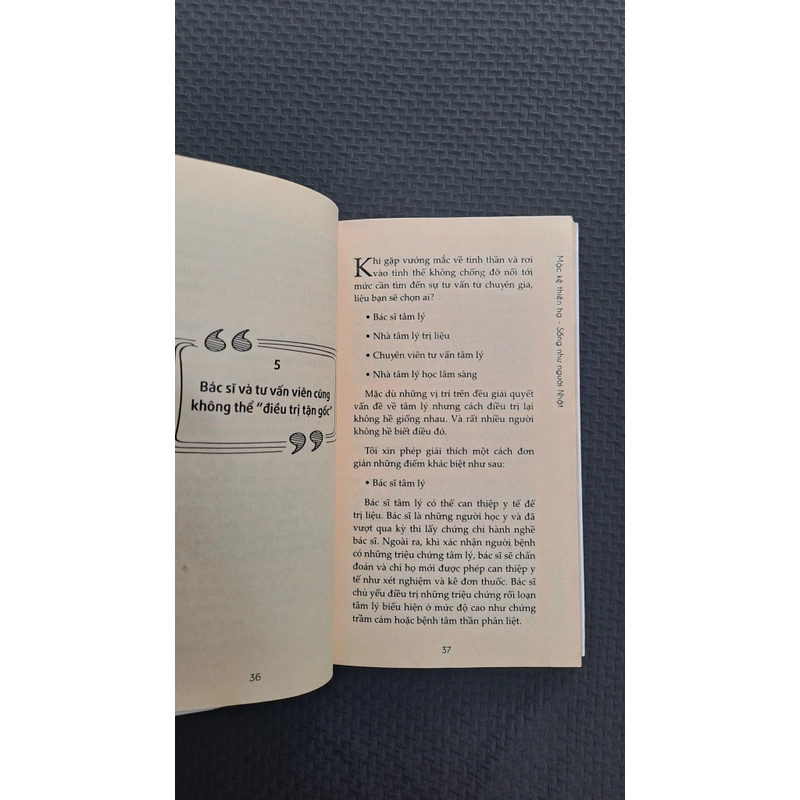 5
Bác sĩ và tư vấn viên cũng
không thể “điều trị tận gốc”
36
Khi gặp vướng mắc về tinh thần và rơi
vào tình thế không chống đỡ nổi tới
mức cần tìm đến sự tư vấn từ chuyên gia,
liệu bạn sẽ chọn ai?
• Bác sĩ tâm lý
• Nhà tâm lý trị liệu
• Chuyên viên tư vấn tâm lý
• Nhà tâm lý học lâm sàng
Mặc dù những vị trí trên đều giải quyết
vấn đề về tâm lý nhưng cách điều trị lại
không hề giống nhau. Và rất nhiều người
không hề biết điều đó.
Tôi xin phép giải thích một cách đơn
giản những điểm khác biệt như sau:
• Bác sĩ tâm lý
Bác sĩ tâm lý có thể can thiệp y tế để
trị liệu. Bác sĩ là những người học y và đã
vượt qua kỳ thi lấy chứng chỉ hành nghề
bác sĩ. Ngoài ra, khi xác nhận người bệnh
có những triệu chứng tâm lý, bác sĩ sẽ chẩn
đoán và chỉ họ mới được phép can thiệp y
tế như xét nghiệm và kê đơn thuốc. Bác sĩ
chủ yếu điều trị những triệu chứng rối loạn
tâm lý biểu hiện ở mức độ cao như chứng
trầm cảm hoặc bệnh tâm thần phân liệt.
Mặc kệ thiên hạ - Sống như người Nhật
37